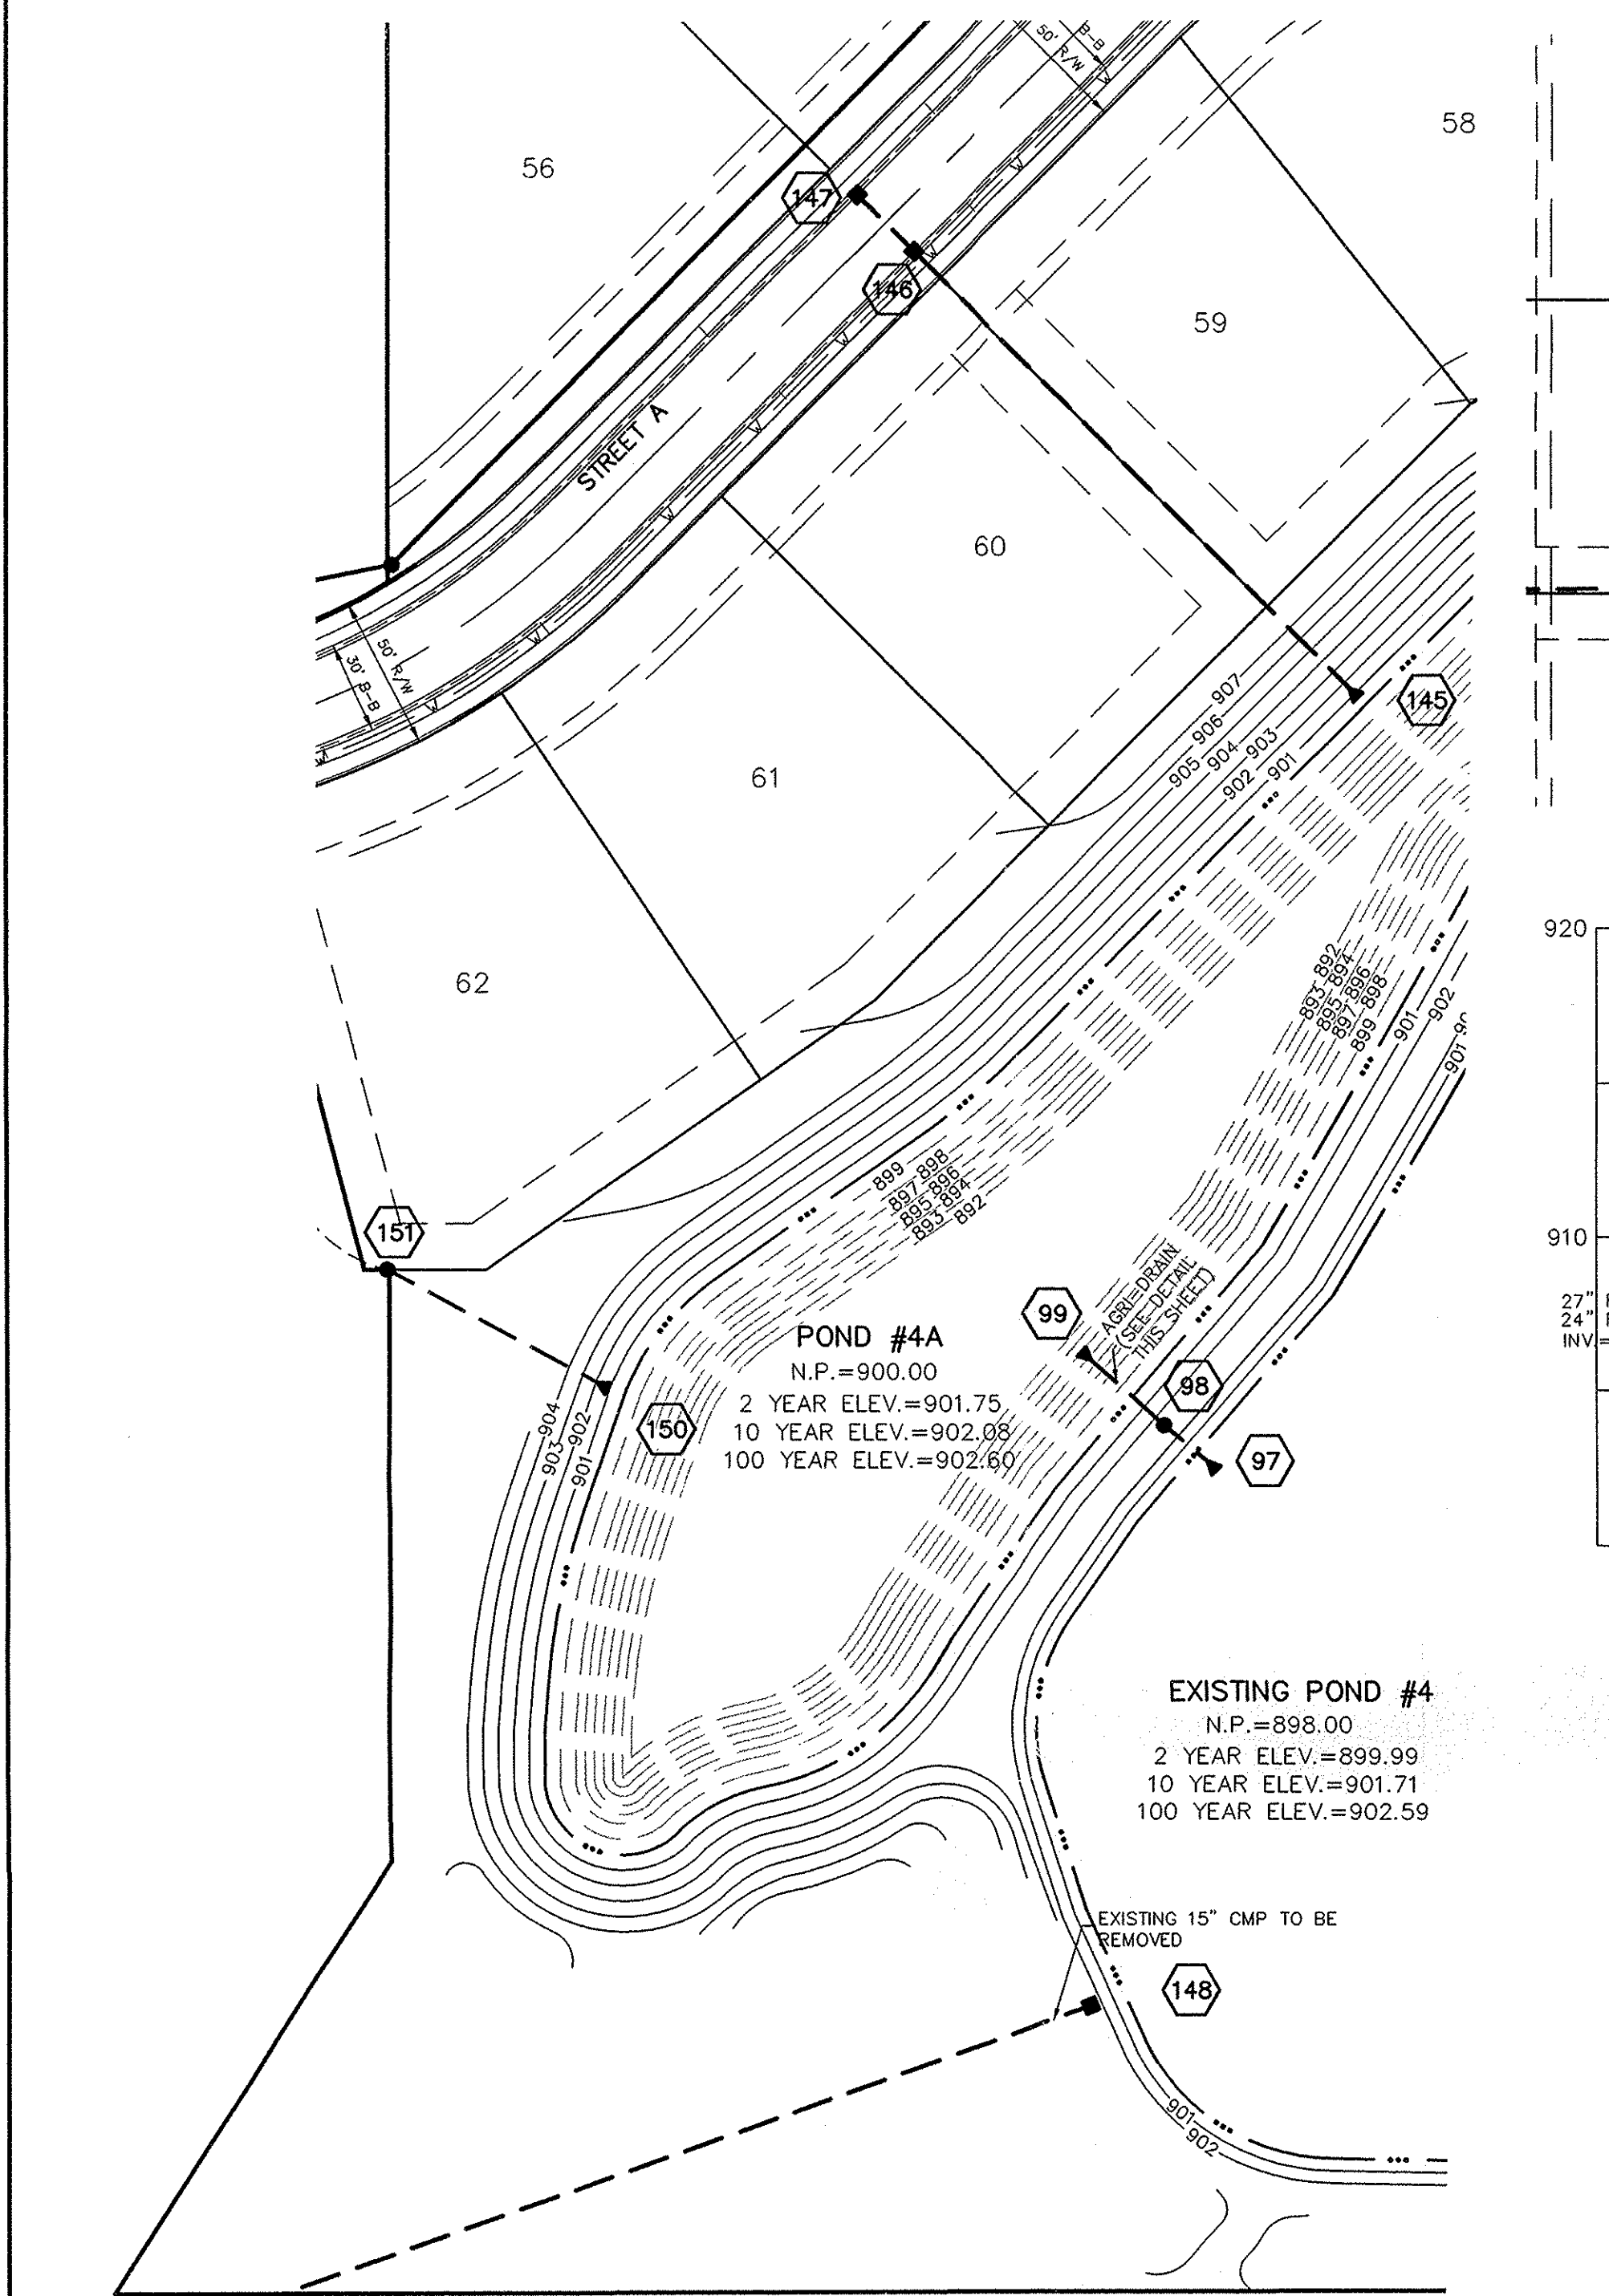 B-B
50' R/W
58
56
147
146
59
STREET A
60
50' R/W
30' B-B
907
906
905 904 903
902 901
145
61
62
920
893 892
895 894
897 896
899 898
901
902
901
899
897 898
895 896
893 894
892
151
910
27"
24"
INV.=
AGRI=DRAIN
(SEE DETAIL
THIS SHEET)
99
98
97
POND #4A
N.P.=900.00
2 YEAR ELEV.=901.75
10 YEAR ELEV.=902.08
100 YEAR ELEV.=902.60
150
904
903
902
901
EXISTING POND #4
N.P.=898.00
2 YEAR ELEV.=899.99
10 YEAR ELEV.=901.71
100 YEAR ELEV.=902.59
EXISTING 15" CMP TO BE
REMOVED
148
901
902
W
W
W
W
W
W
W
W
W